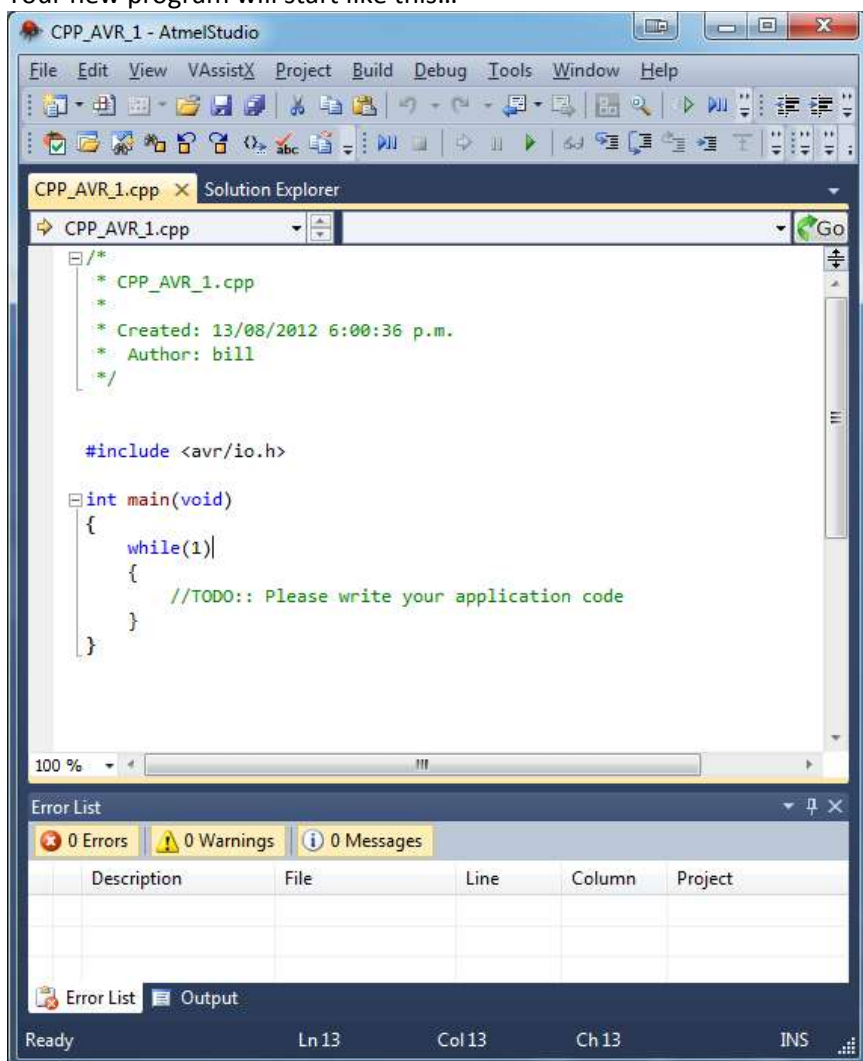 Your new program will start like this...
CPP_AVR_1 - AtmelStudio
File Edit View VAssistX Project Build Debug Tools Window Help
CPP_AVR_1.cpp Solution Explorer
CPP_AVR_1.cpp Go
/*
* CPP_AVR_1.cpp
*
* Created: 13/08/2012 6:00:36 p.m.
* Author: bill
*/
#include <avr/io.h>
int main(void)
{
while(1)
{
//TODO:: Please write your application code
}
}
100 %
Error List
0 Errors 0 Warnings 0 Messages
Description File Line Column Project
Error List Output
Ready Ln 13 Col 13 Ch 13 INS